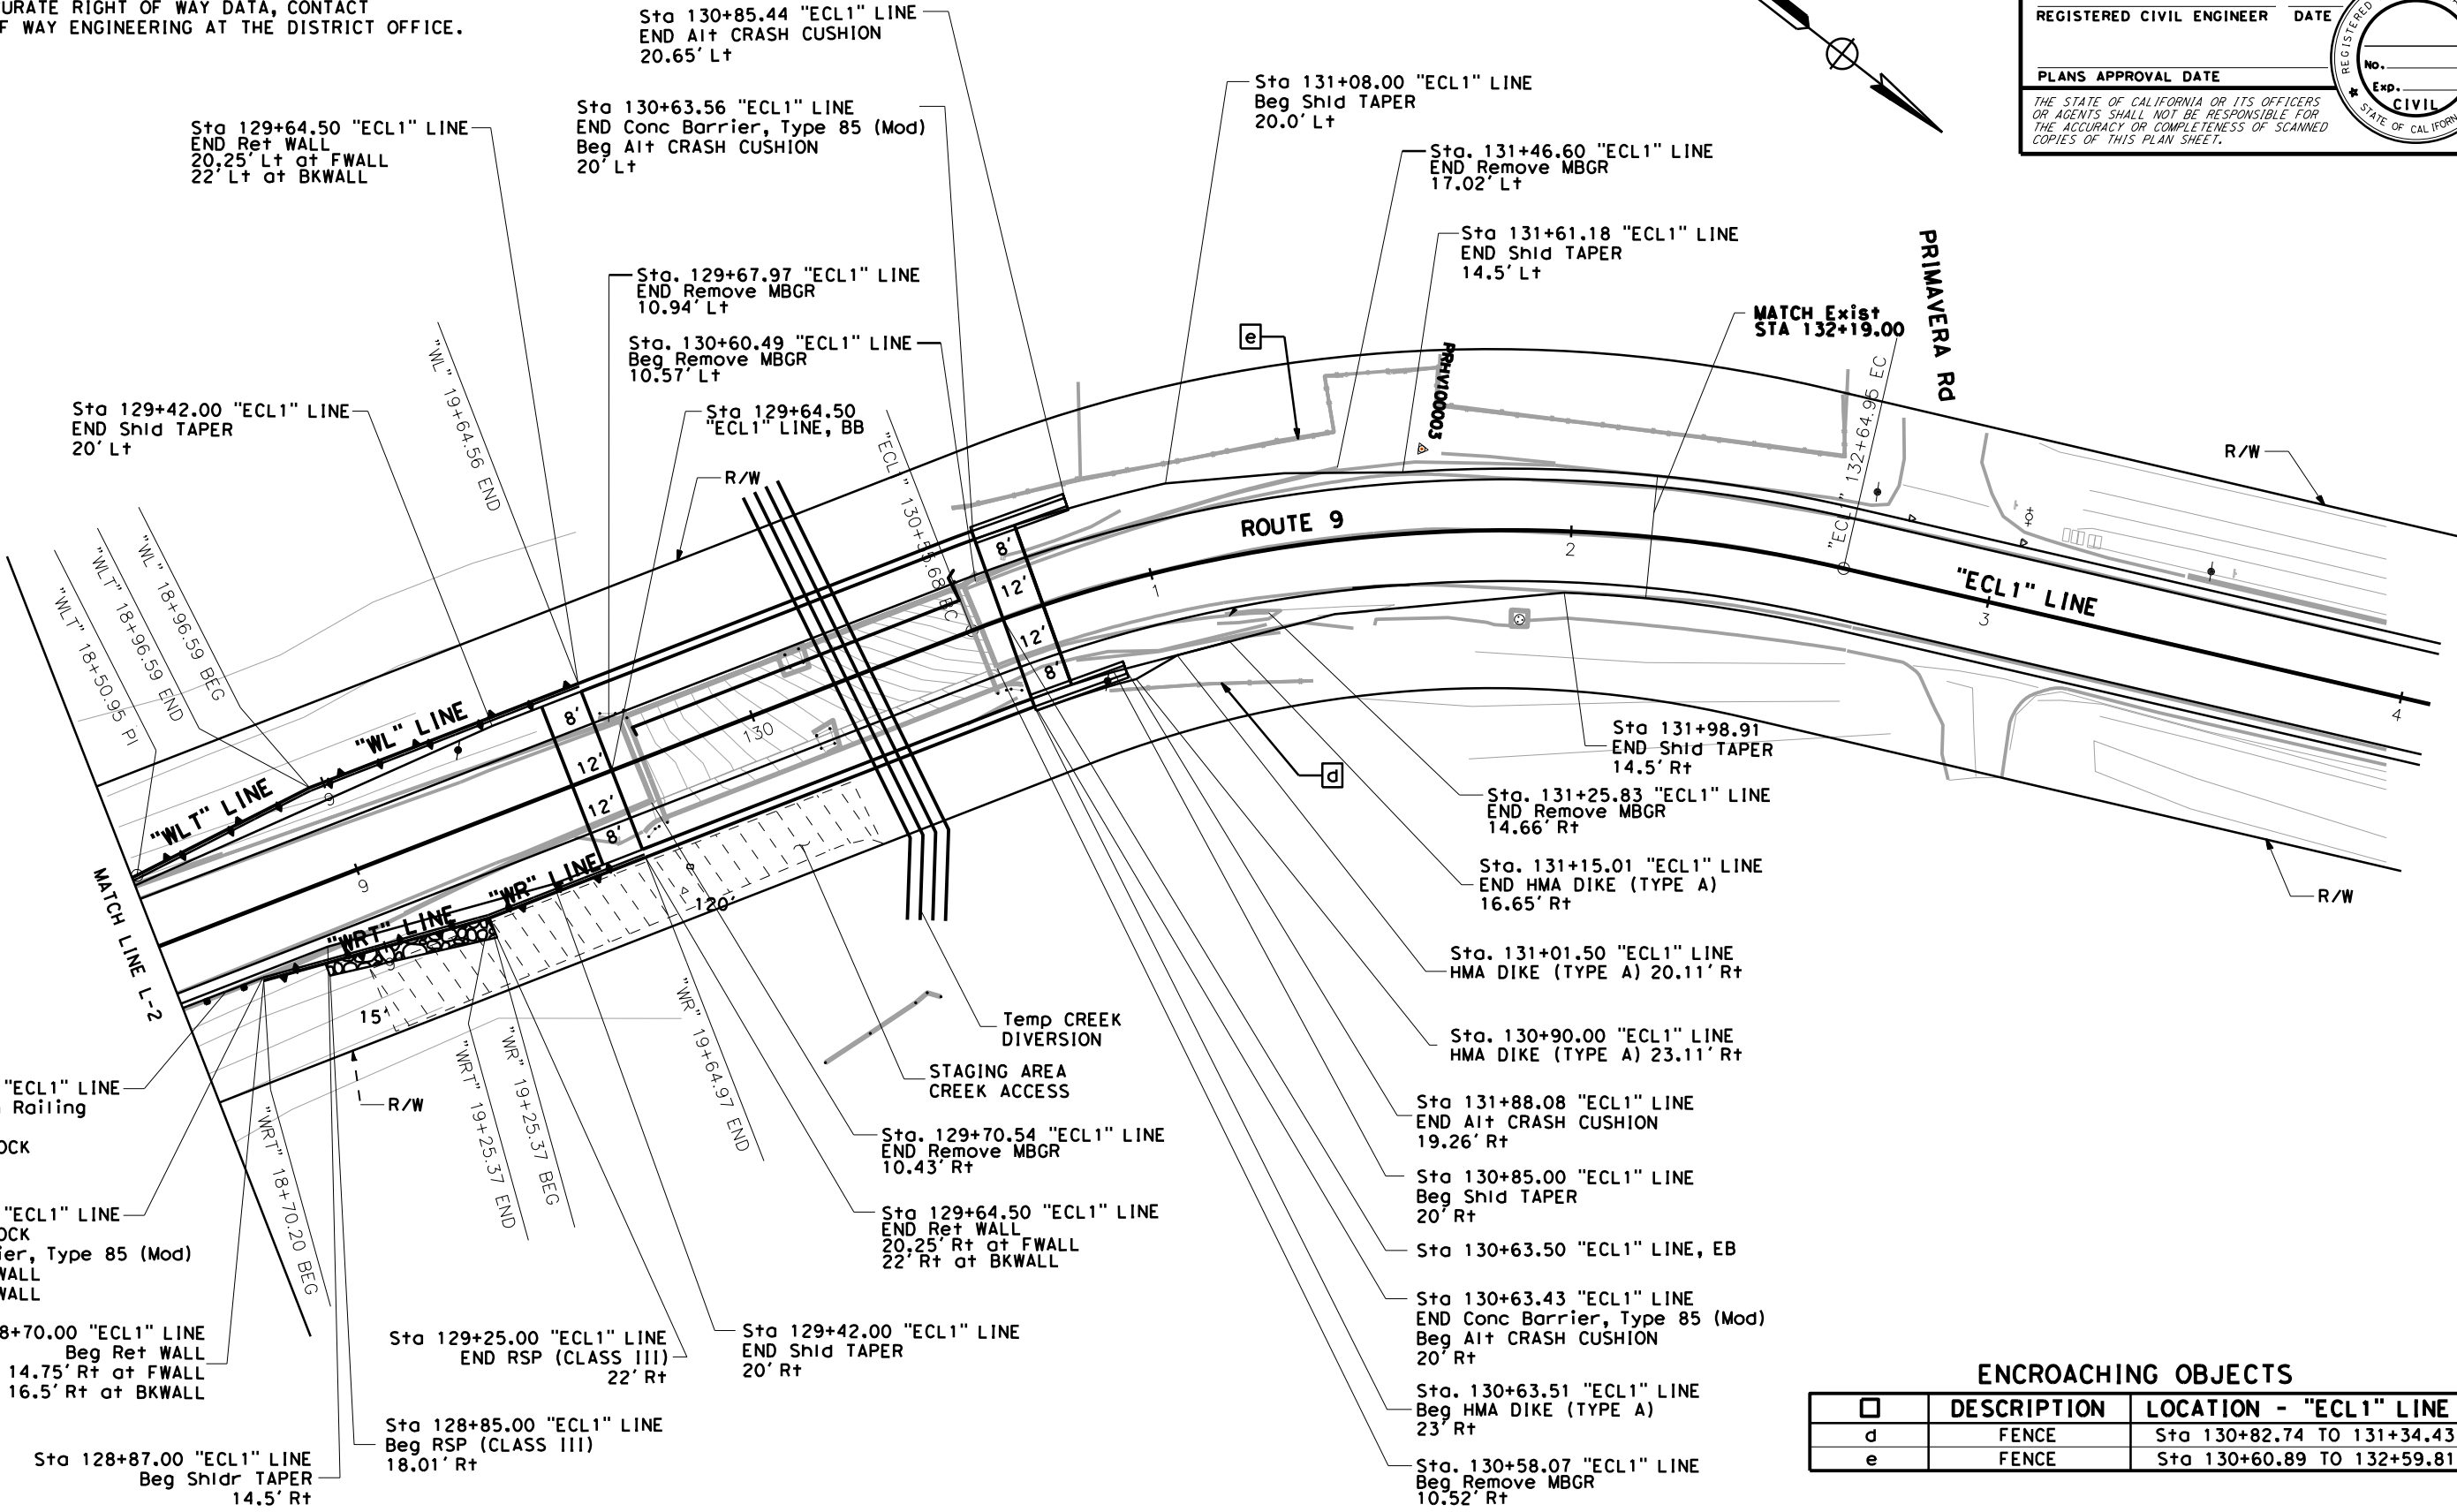 URATE RIGHT OF WAY DATA, CONTACT
F WAY ENGINEERING AT THE DISTRICT OFFICE.
Sta 130+85.44 "ECL1" LINE
END Alt CRASH CUSHION
20.65' Lt
Sta 130+63.56 "ECL1" LINE
END Conc Barrier, Type 85 (Mod)
Beg Alt CRASH CUSHION
20' Lt
Sta 129+64.50 "ECL1" LINE
END Ret WALL
20.25' Lt at FWALL
22' Lt at BKWALL
Sta 131+08.00 "ECL1" LINE
Beg Shld TAPER
20.0' Lt
Sta. 131+46.60 "ECL1" LINE
END Remove MBGR
17.02' Lt
Sta 131+61.18 "ECL1" LINE
END Shld TAPER
14.5' Lt
REGISTERED CIVIL ENGINEER DATE
PLANS APPROVAL DATE
THE STATE OF CALIFORNIA OR ITS OFFICERS
OR AGENTS SHALL NOT BE RESPONSIBLE FOR
THE ACCURACY OR COMPLETENESS OF SCANNED
COPIES OF THIS PLAN SHEET.
REGISTERED
No.
Exp.
CIVIL
STATE OF CALIFORN
Sta. 129+67.97 "ECL1" LINE
END Remove MBGR
10.94' Lt
Sta. 130+60.49 "ECL1" LINE
Beg Remove MBGR
10.57' Lt
Sta 129+64.50
"ECL1" LINE, BB
Sta 129+42.00 "ECL1" LINE
END Shld TAPER
20' Lt
MATCH Exist
STA 132+19.00
PRIMAVERA Rd
e
PRHV100003
"ECL1" 132+64.95 EC
R/W
R/W
"WL" 19+64.56 END
"ECL" 130+55.68 BC
"WL" 18+96.59 BEG
"WLT" 18+96.59 END
"WLT" 18+50.95 PI
ROUTE 9
"ECL1" LINE
"WL" LINE
"WLT" LINE
"WR" LINE
"WRT" LINE
8'
12'
12'
8'
8'
12'
12'
8'
9
9
9
130
1
2
3
4
120'
15'
MATCH LINE L-2
d
R/W
R/W
Sta 131+98.91
END Shld TAPER
14.5' Rt
Sta. 131+25.83 "ECL1" LINE
END Remove MBGR
14.66' Rt
Sta. 131+15.01 "ECL1" LINE
END HMA DIKE (TYPE A)
16.65' Rt
Sta. 131+01.50 "ECL1" LINE
HMA DIKE (TYPE A) 20.11' Rt
Sta. 130+90.00 "ECL1" LINE
HMA DIKE (TYPE A) 23.11' Rt
Sta 131+88.08 "ECL1" LINE
END Alt CRASH CUSHION
19.26' Rt
Sta 130+85.00 "ECL1" LINE
Beg Shld TAPER
20' Rt
Sta 130+63.50 "ECL1" LINE, EB
Sta 130+63.43 "ECL1" LINE
END Conc Barrier, Type 85 (Mod)
Beg Alt CRASH CUSHION
20' Rt
Sta. 130+63.51 "ECL1" LINE
Beg HMA DIKE (TYPE A)
23' Rt
Sta. 130+58.07 "ECL1" LINE
Beg Remove MBGR
10.52' Rt
Temp CREEK
DIVERSION
STAGING AREA
CREEK ACCESS
Sta. 129+70.54 "ECL1" LINE
END Remove MBGR
10.43' Rt
Sta 129+64.50 "ECL1" LINE
END Ret WALL
20.25' Rt at FWALL
22' Rt at BKWALL
Sta 129+42.00 "ECL1" LINE
END Shld TAPER
20' Rt
"WR" 19+64.97 END
"WR" 19+25.37 BEG
"WRT" 19+25.37 END
"WRT" 18+70.20 BEG
"ECL1" LINE
Railing
OCK
"ECL1" LINE
OCK
ier, Type 85 (Mod)
WALL
WALL
8+70.00 "ECL1" LINE
Beg Ret WALL
14.75' Rt at FWALL
16.5' Rt at BKWALL
Sta 129+25.00 "ECL1" LINE
END RSP (CLASS III)
22' Rt
Sta 128+85.00 "ECL1" LINE
Beg RSP (CLASS III)
18.01' Rt
Sta 128+87.00 "ECL1" LINE
Beg Shldr TAPER
14.5' Rt
ENCROACHING OBJECTS
DESCRIPTION LOCATION - "ECL1" LINE
d FENCE Sta 130+82.74 TO 131+34.43
e FENCE Sta 130+60.89 TO 132+59.81